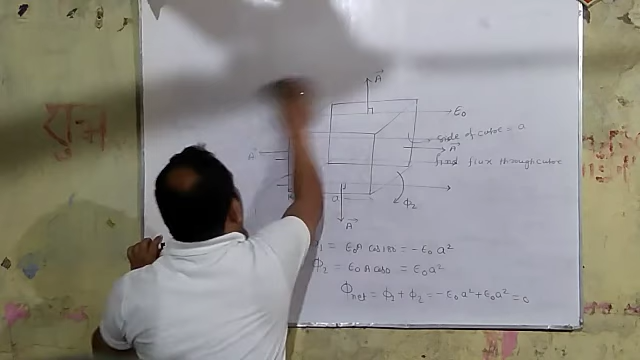 A
E₀
side of cube = a
A A
find flux through cube
a
ϕ₂
A
1 = E₀A cos180 = -E₀a²
ϕ₂ = E₀A cos0 = E₀a²
ϕnet = ϕ₁ + ϕ₂ = -E₀a² + E₀a² = 0